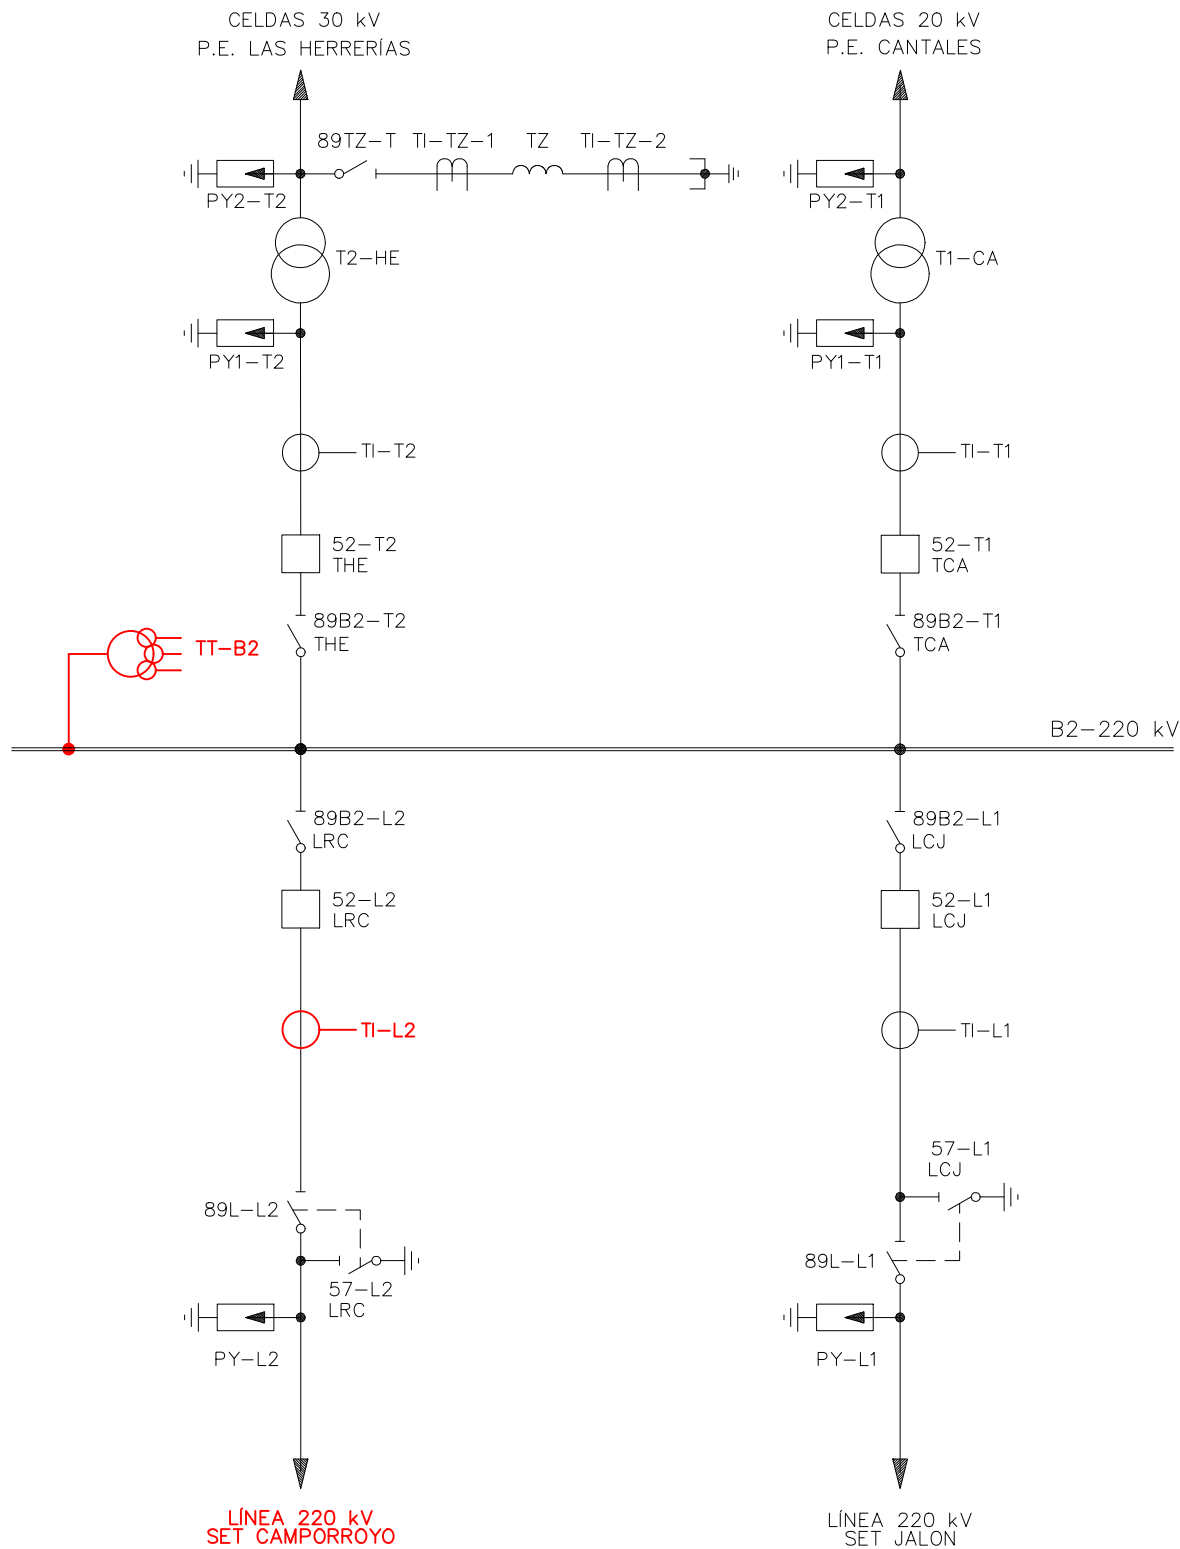 CELDAS 30 kV
P.E. LAS HERRERÍAS
CELDAS 20 kV
P.E. CANTALES
89TZ-T
TI-TZ-1
TZ
TI-TZ-2
PY2-T2
PY2-T1
T2-HE
T1-CA
PY1-T2
PY1-T1
TI-T2
TI-T1
52-T2
THE
52-T1
TCA
89B2-T2
THE
89B2-T1
TCA
TT-B2
B2-220 kV
89B2-L2
LRC
89B2-L1
LCJ
52-L2
LRC
52-L1
LCJ
TI-L2
TI-L1
57-L1
LCJ
89L-L2
89L-L1
57-L2
LRC
PY-L2
PY-L1
LÍNEA 220 kV
SET CAMPORROYO
LÍNEA 220 kV
SET JALON